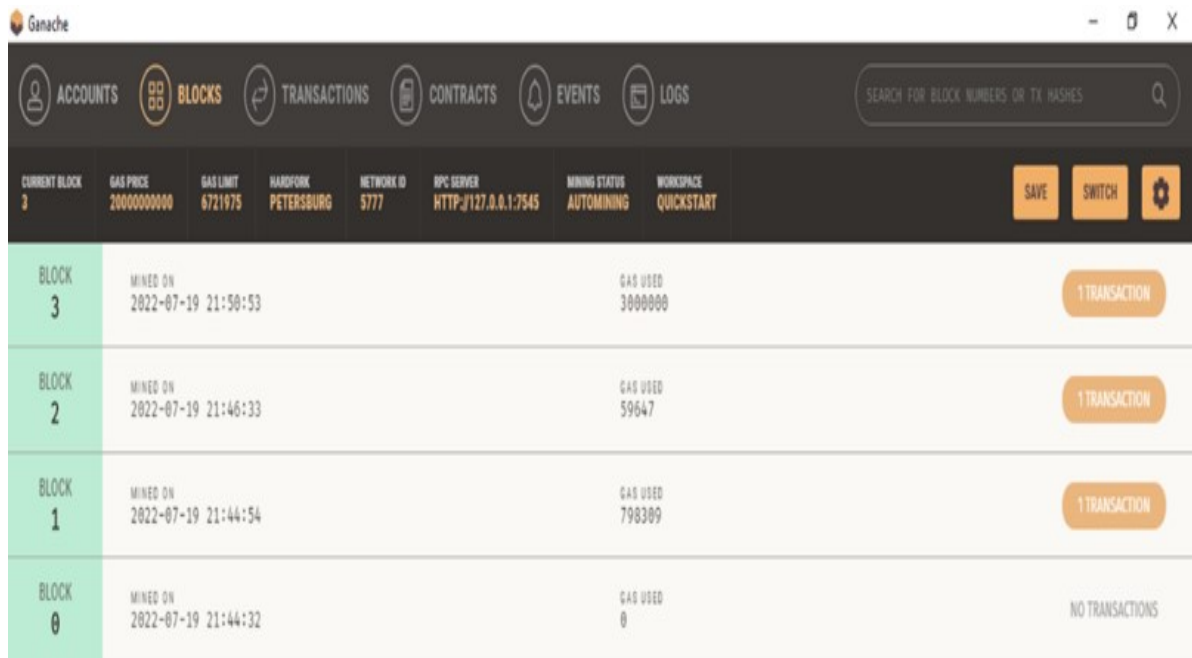 Ganache
ACCOUNTS BLOCKS TRANSACTIONS CONTRACTS EVENTS LOGS SEARCH FOR BLOCK NUMBERS OR TX HASHES
CURRENT BLOCK GAS PRICE GAS LIMIT HARDFORK NETWORK ID RPC SERVER MINING STATUS WORKSPACE
3 20000000000 6721975 PETERSBURG 5777 HTTP://127.0.0.1:7545 AUTOMINING QUICKSTART SAVE SWITCH
BLOCK MINED ON GAS USED
3 2022-07-19 21:50:53 3000000 1 TRANSACTION
BLOCK MINED ON GAS USED
2 2022-07-19 21:46:33 59647 1 TRANSACTION
BLOCK MINED ON GAS USED
1 2022-07-19 21:44:54 798309 1 TRANSACTION
BLOCK MINED ON GAS USED
0 2022-07-19 21:44:32 0 NO TRANSACTIONS